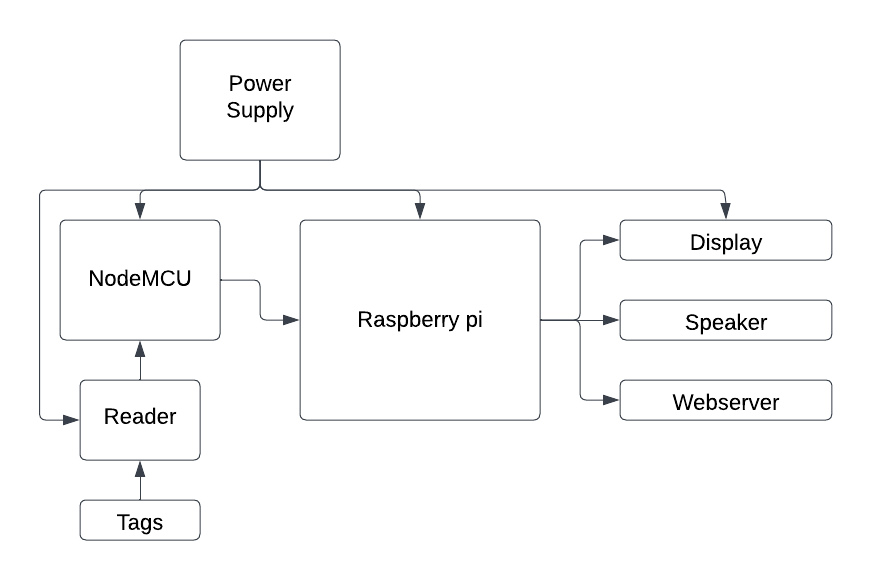 Power
Supply
NodeMCU
Raspberry pi
Display
Speaker
Webserver
Reader
Tags